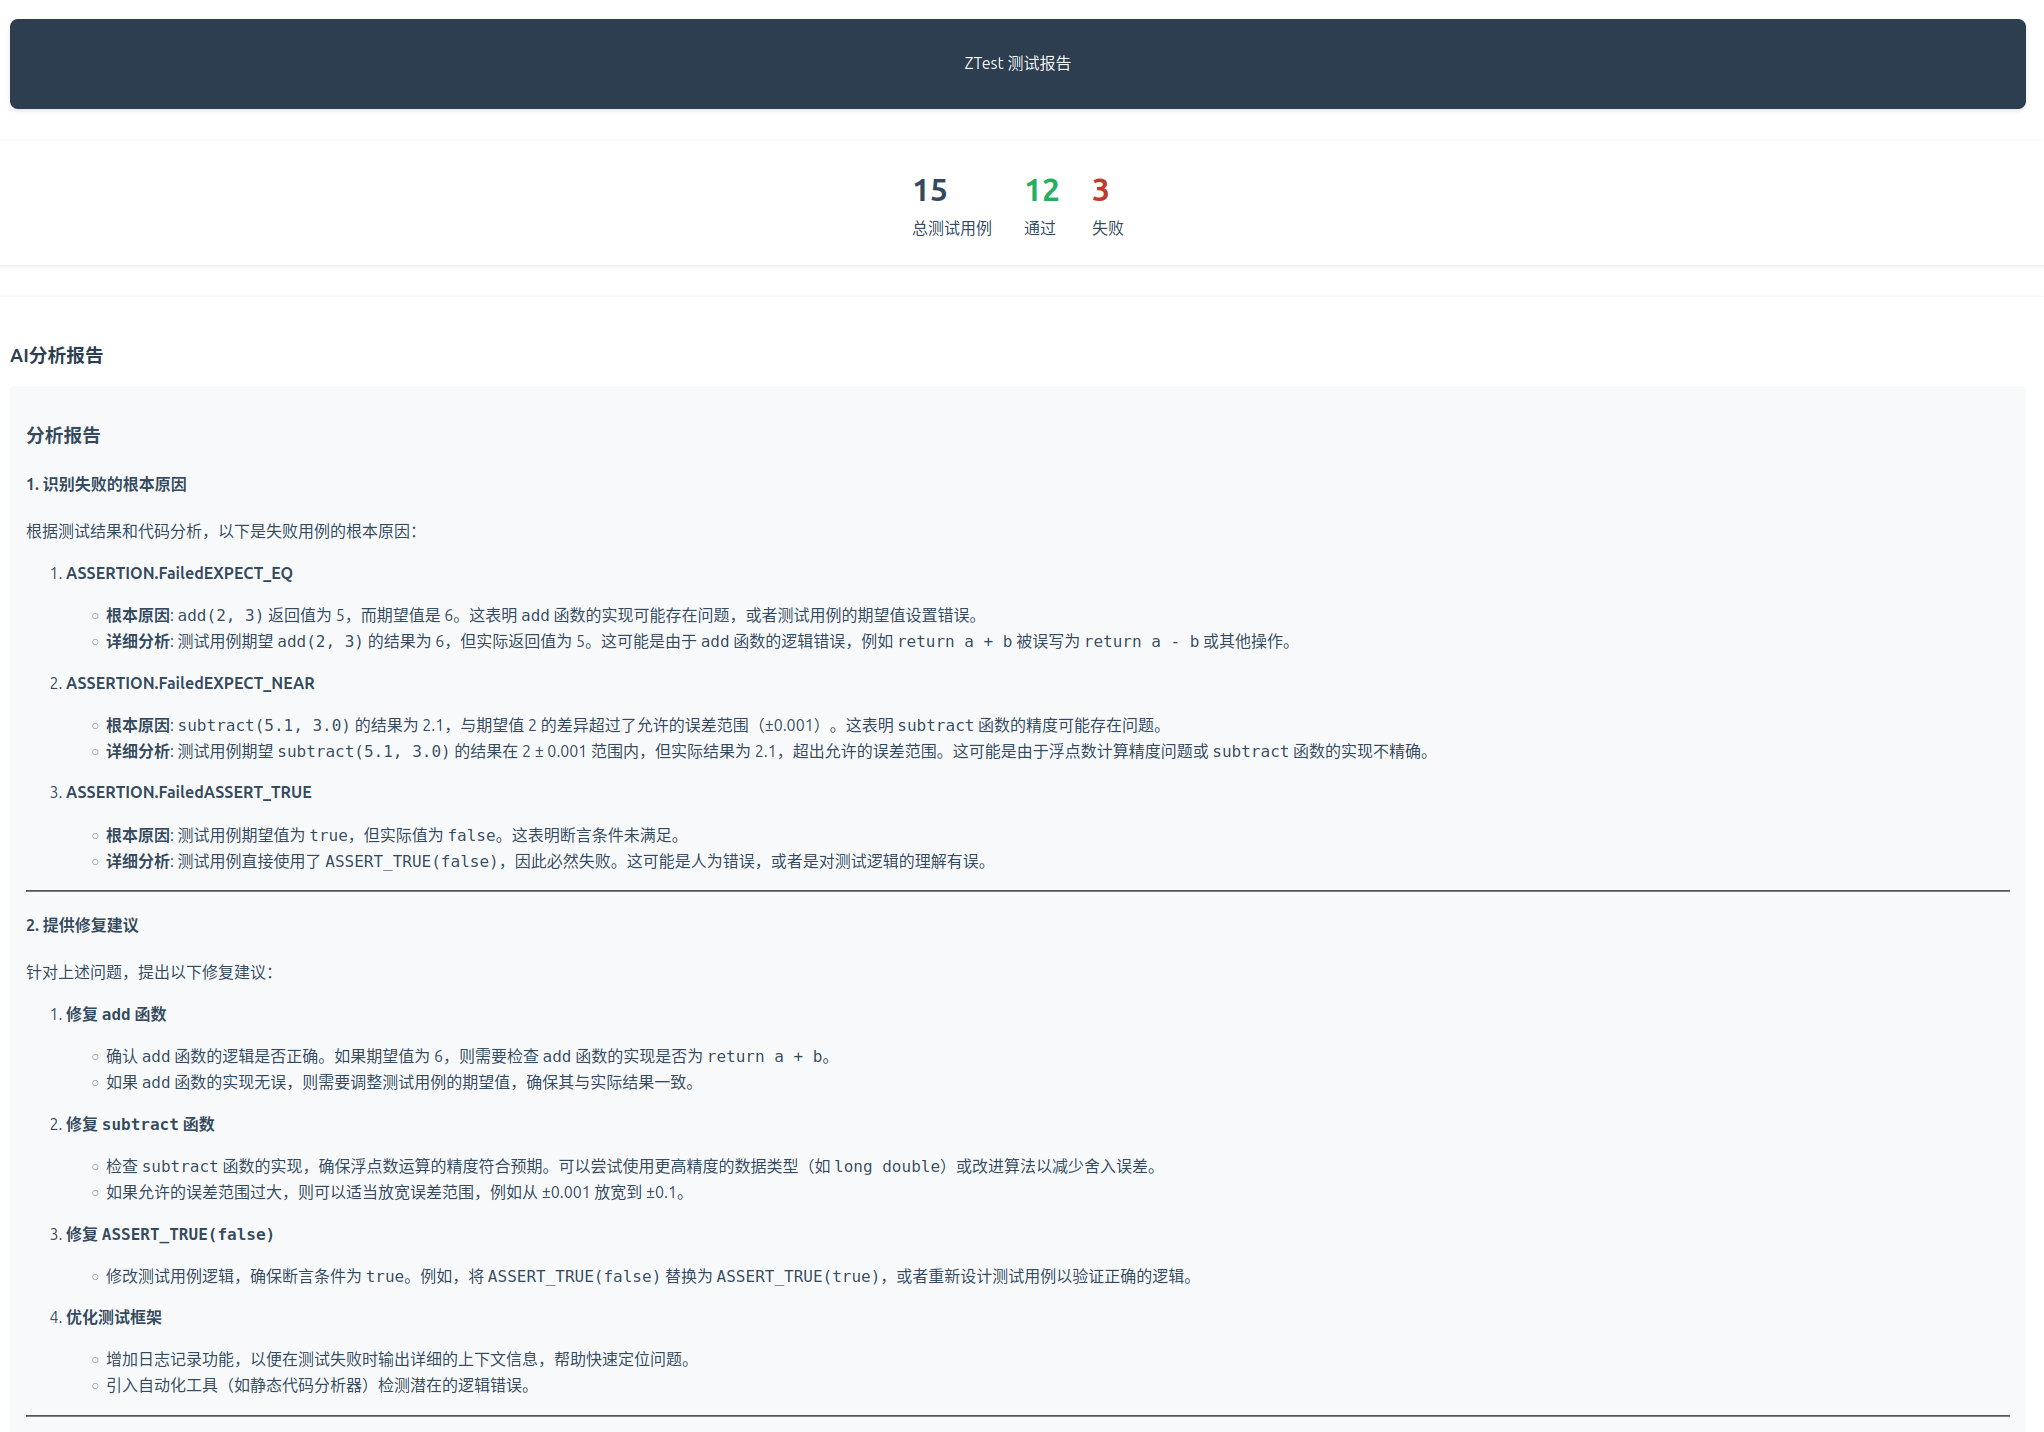 ZTest 测试报告
15 12 3
总测试用例 通过 失败
AI分析报告
分析报告
1. 识别失败的根本原因
根据测试结果和代码分析，以下是失败用例的根本原因：
1. ASSERTION.FailedEXPECT_EQ
○ 根本原因: add(2, 3) 返回值为 5，而期望值是 6。这表明 add 函数的实现可能存在问题，或者测试用例的期望值设置错误。
○ 详细分析: 测试用例期望 add(2, 3) 的结果为 6，但实际返回值为 5。这可能是由于 add 函数的逻辑错误，例如 return a + b 被误写为 return a - b 或其他操作。
2. ASSERTION.FailedEXPECT_NEAR
○ 根本原因: subtract(5.1, 3.0) 的结果为 2.1，与期望值 2 的差异超过了允许的误差范围（±0.001）。这表明 subtract 函数的精度可能存在问题。
○ 详细分析: 测试用例期望 subtract(5.1, 3.0) 的结果在 2 ± 0.001 范围内，但实际结果为 2.1，超出允许的误差范围。这可能是由于浮点数计算精度问题或 subtract 函数的实现不精确。
3. ASSERTION.FailedASSERT_TRUE
○ 根本原因: 测试用例期望值为 true，但实际值为 false。这表明断言条件未满足。
○ 详细分析: 测试用例直接使用了 ASSERT_TRUE(false)，因此必然失败。这可能是人为错误，或者是对测试逻辑的理解有误。
2. 提供修复建议
针对上述问题，提出以下修复建议：
1. 修复 add 函数
○ 确认 add 函数的逻辑是否正确。如果期望值为 6，则需要检查 add 函数的实现是否为 return a + b。
○ 如果 add 函数的实现无误，则需要调整测试用例的期望值，确保其与实际结果一致。
2. 修复 subtract 函数
○ 检查 subtract 函数的实现，确保浮点数运算的精度符合预期。可以尝试使用更高精度的数据类型（如 long double）或改进算法以减少舍入误差。
○ 如果允许的误差范围过大，则可以适当放宽误差范围，例如从 ±0.001 放宽到 ±0.1。
3. 修复 ASSERT_TRUE(false)
○ 修改测试用例逻辑，确保断言条件为 true。例如，将 ASSERT_TRUE(false) 替换为 ASSERT_TRUE(true)，或者重新设计测试用例以验证正确的逻辑。
4. 优化测试框架
○ 增加日志记录功能，以便在测试失败时输出详细的上下文信息，帮助快速定位问题。
○ 引入自动化工具（如静态代码分析器）检测潜在的逻辑错误。